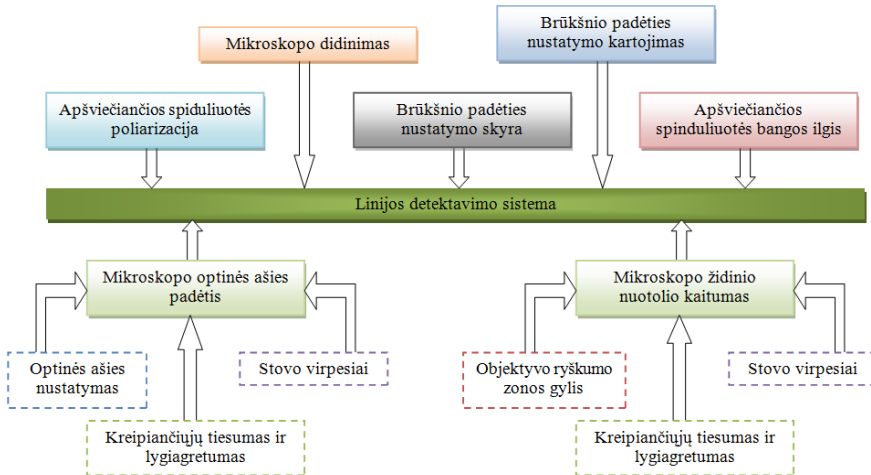 Mikroskopo didinimas
Brūkšnio padėties
nustatymo kartojimas
Apšviečiančios spiduliuotės
poliarizacija
Brūkšnio padėties
nustatymo skyra
Apšviečiančios
spinduliuotės bangos ilgis
Linijos detektavimo sistema
Mikroskopo optinės ašies
padėtis
Mikroskopo židinio
nuotolio kaitumas
Optinės ašies
nustatymas
Stovo virpesiai
Objektyvo ryškumo
zonos gylis
Stovo virpesiai
Kreipiančiųjų tiesumas ir
lygiagretumas
Kreipiančiųjų tiesumas ir
lygiagretumas